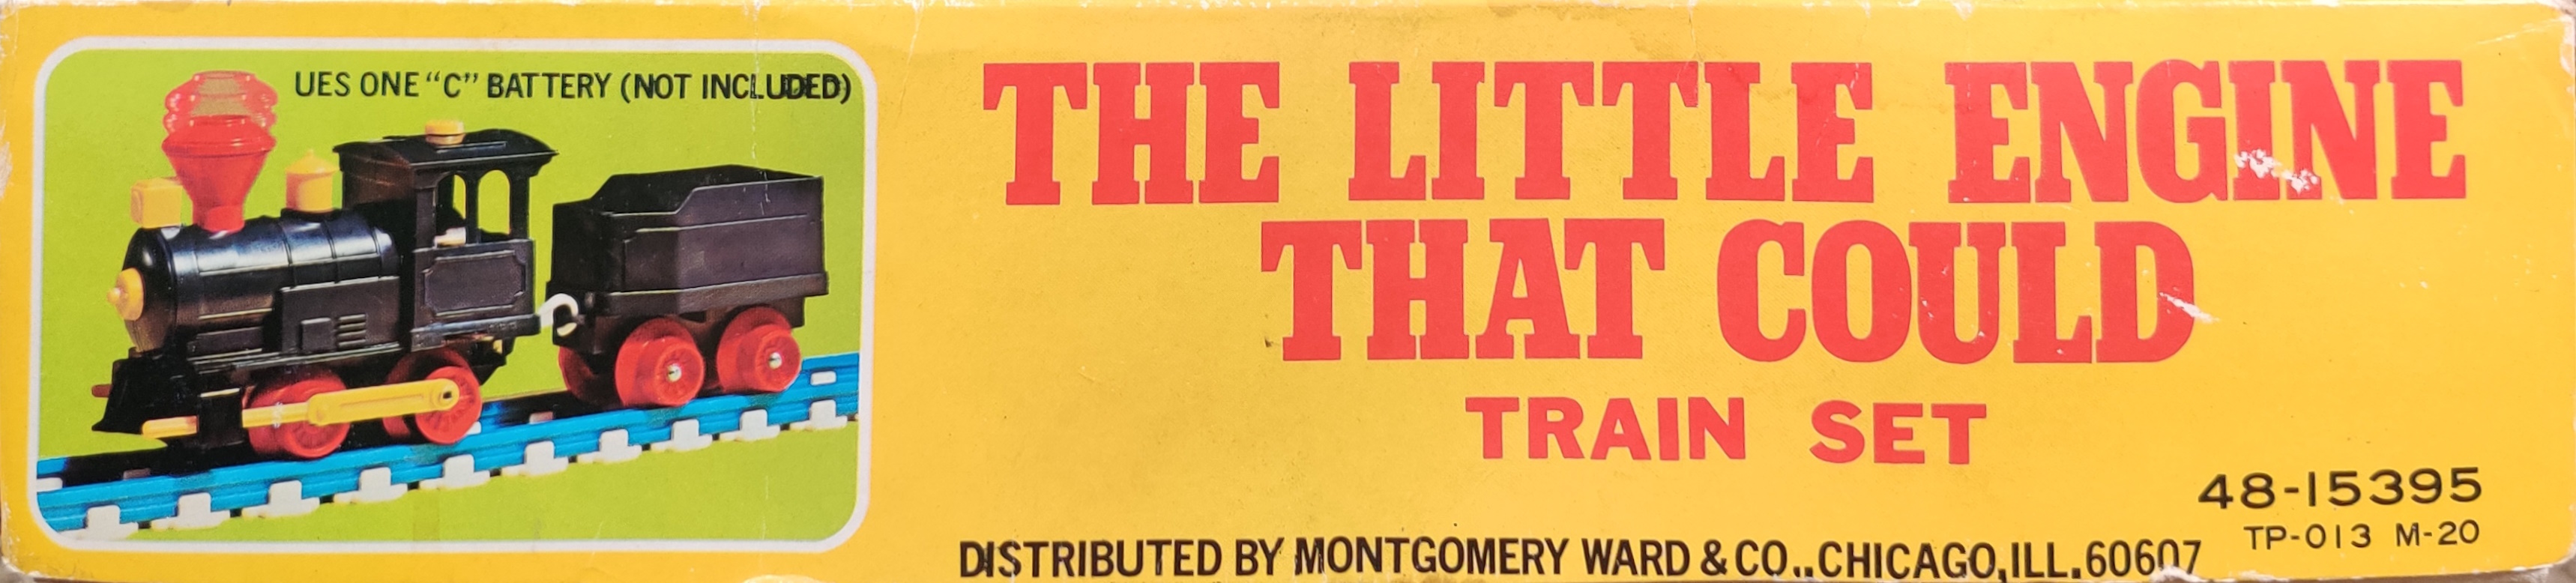 UES ONE “C” BATTERY (NOT INCLUDED)
THE LITTLE ENGINE
THAT COULD
TRAIN SET
48-15395
TP-013 M-20
DISTRIBUTED BY MONTGOMERY WARD & CO.,.CHICAGO,ILL.60607